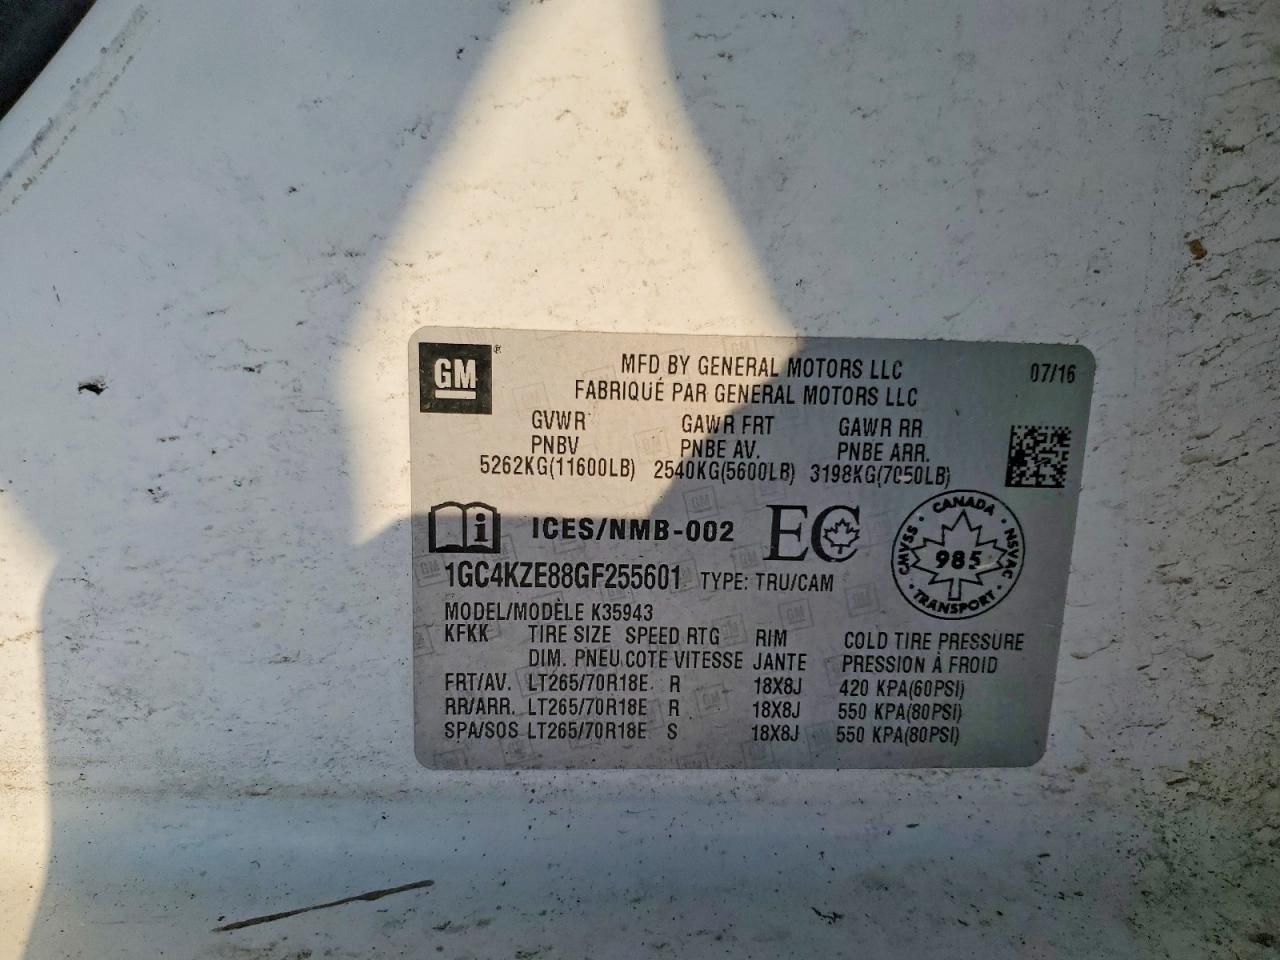 GM®
MFD BY GENERAL MOTORS LLC 07/16
FABRIQUÉ PAR GENERAL MOTORS LLC
GVWR GAWR FRT GAWR RR
PNBV PNBE AV. PNBE ARR.
5262KG(11600LB) 2540KG(5600LB) 3198KG(7050LB)
ICES/NMB-002 EC
CANADA
CMVSS NSVAC
985
TRANSPORT
1GC4KZE88GF255601 TYPE: TRU/CAM
MODEL/MODÈLE K35943
KFKK TIRE SIZE SPEED RTG RIM COLD TIRE PRESSURE
DIM. PNEU COTE VITESSE JANTE PRESSION À FROID
FRT/AV. LT265/70R18E R 18X8J 420 KPA(60PSI)
RR/ARR. LT265/70R18E R 18X8J 550 KPA(80PSI)
SPA/SOS LT265/70R18E S 18X8J 550 KPA(80PSI)